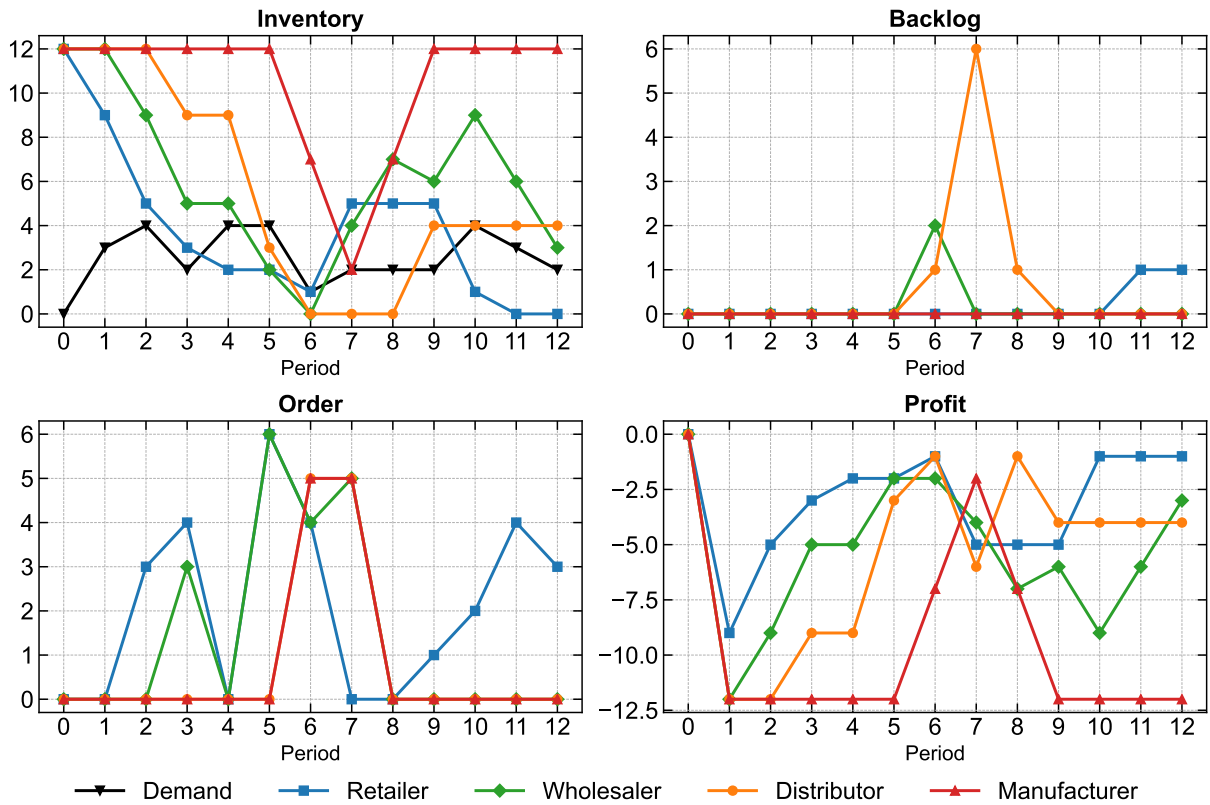 Inventory
12
10
8
6
4
2
0
0 1 2 3 4 5 6 7 8 9 10 11 12
Period
Backlog
6
5
4
3
2
1
0
0 1 2 3 4 5 6 7 8 9 10 11 12
Period
Order
6
5
4
3
2
1
0
0 1 2 3 4 5 6 7 8 9 10 11 12
Period
Profit
0.0
−2.5
−5.0
−7.5
−10.0
−12.5
0 1 2 3 4 5 6 7 8 9 10 11 12
Period
Demand Retailer Wholesaler Distributor Manufacturer